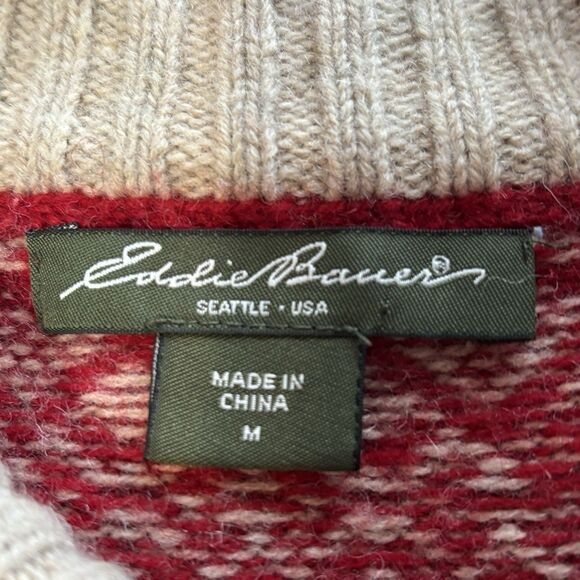 Eddie Bauer®
SEATTLE · USA
MADE IN
CHINA
M